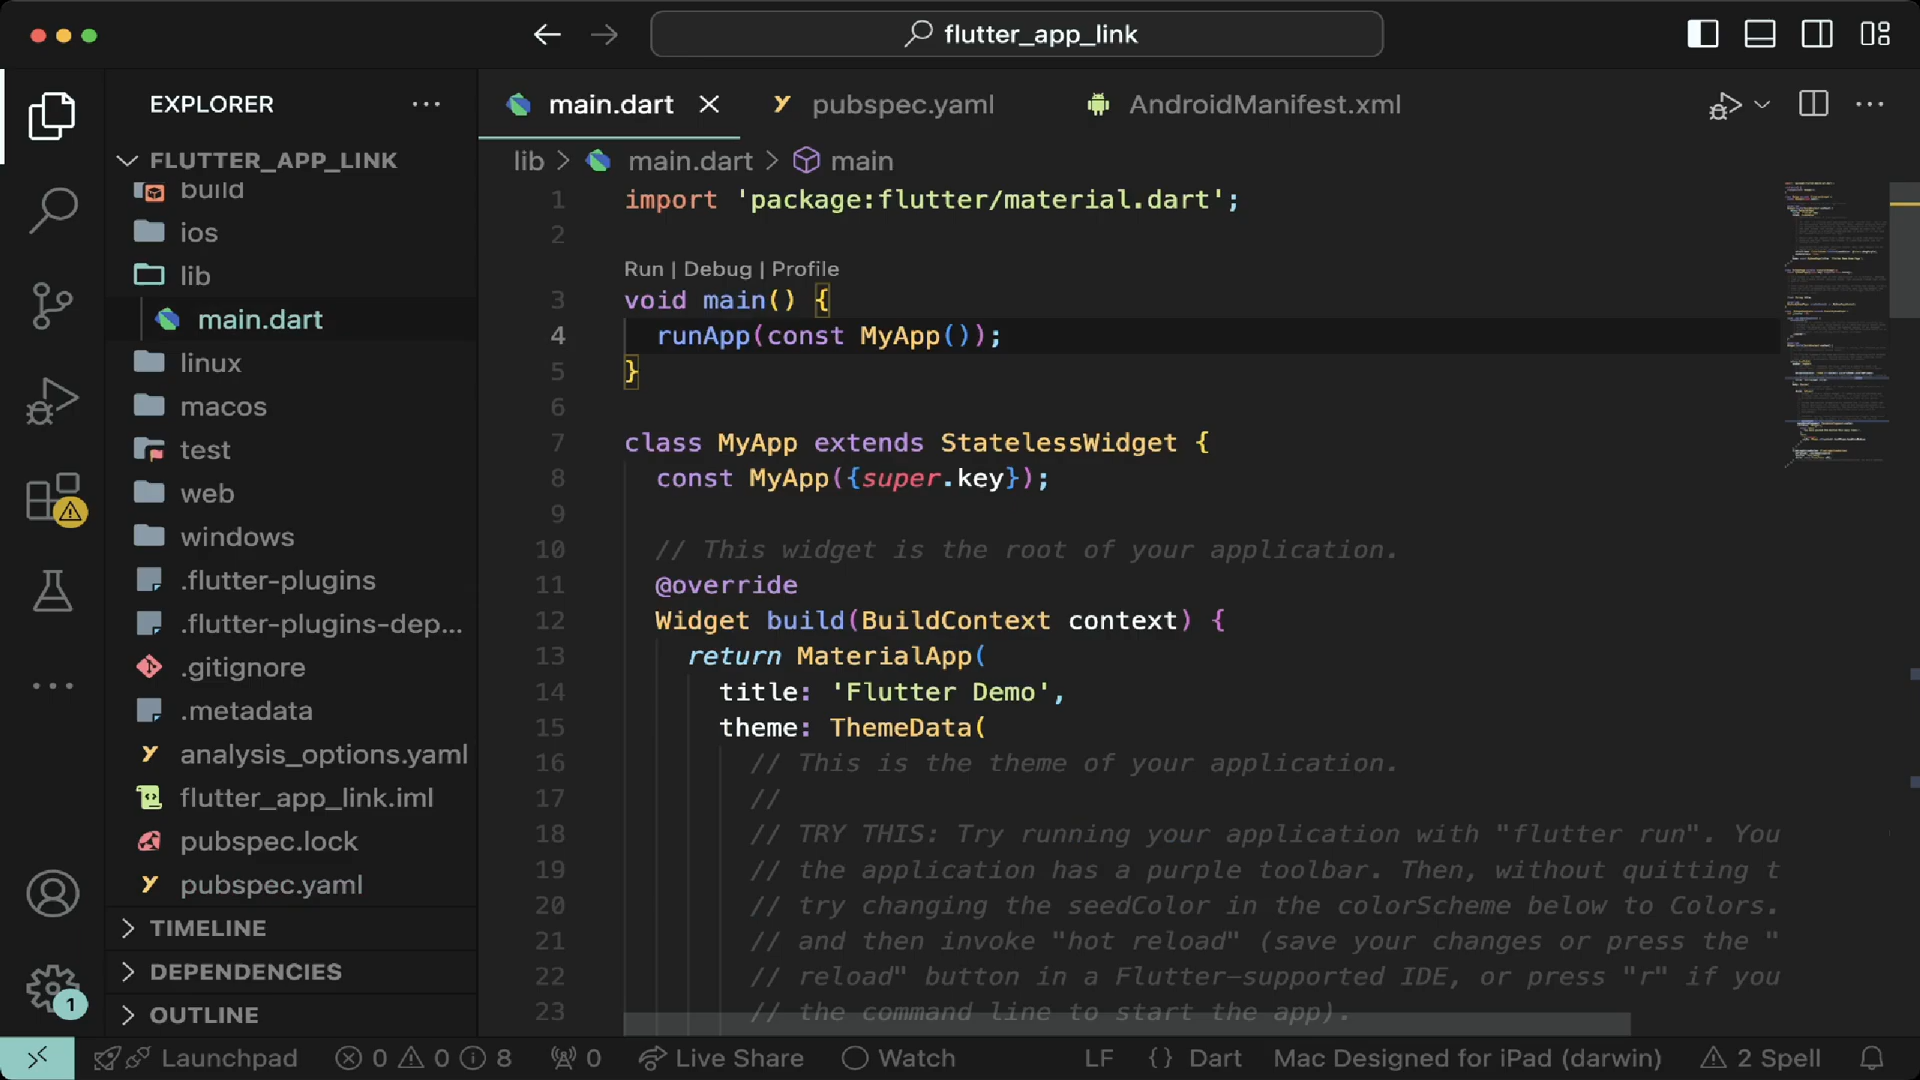 flutter_app_link
EXPLORER
main.dart
pubspec.yaml
AndroidManifest.xml
FLUTTER_APP_LINK
build
ios
lib
main.dart
linux
macos
test
web
windows
.flutter-plugins
.flutter-plugins-dep...
.gitignore
.metadata
analysis_options.yaml
flutter_app_link.iml
pubspec.lock
pubspec.yaml
TIMELINE
DEPENDENCIES
OUTLINE
1
lib > main.dart > main
1 import 'package:flutter/material.dart';
2
Run | Debug | Profile
3 void main() {
4 runApp(const MyApp());
5 }
6
7 class MyApp extends StatelessWidget {
8 const MyApp({super.key});
9
10 // This widget is the root of your application.
11 @override
12 Widget build(BuildContext context) {
13 return MaterialApp(
14 title: 'Flutter Demo',
15 theme: ThemeData(
16 // This is the theme of your application.
17 //
18 // TRY THIS: Try running your application with "flutter run". You
19 // the application has a purple toolbar. Then, without quitting t
20 // try changing the seedColor in the colorScheme below to Colors.
21 // and then invoke "hot reload" (save your changes or press the "
22 // reload" button in a Flutter-supported IDE, or press "r" if you
23 // the command line to start the app).
Launchpad 0 0 8 0 Live Share Watch LF {} Dart Mac Designed for iPad (darwin) 2 Spell